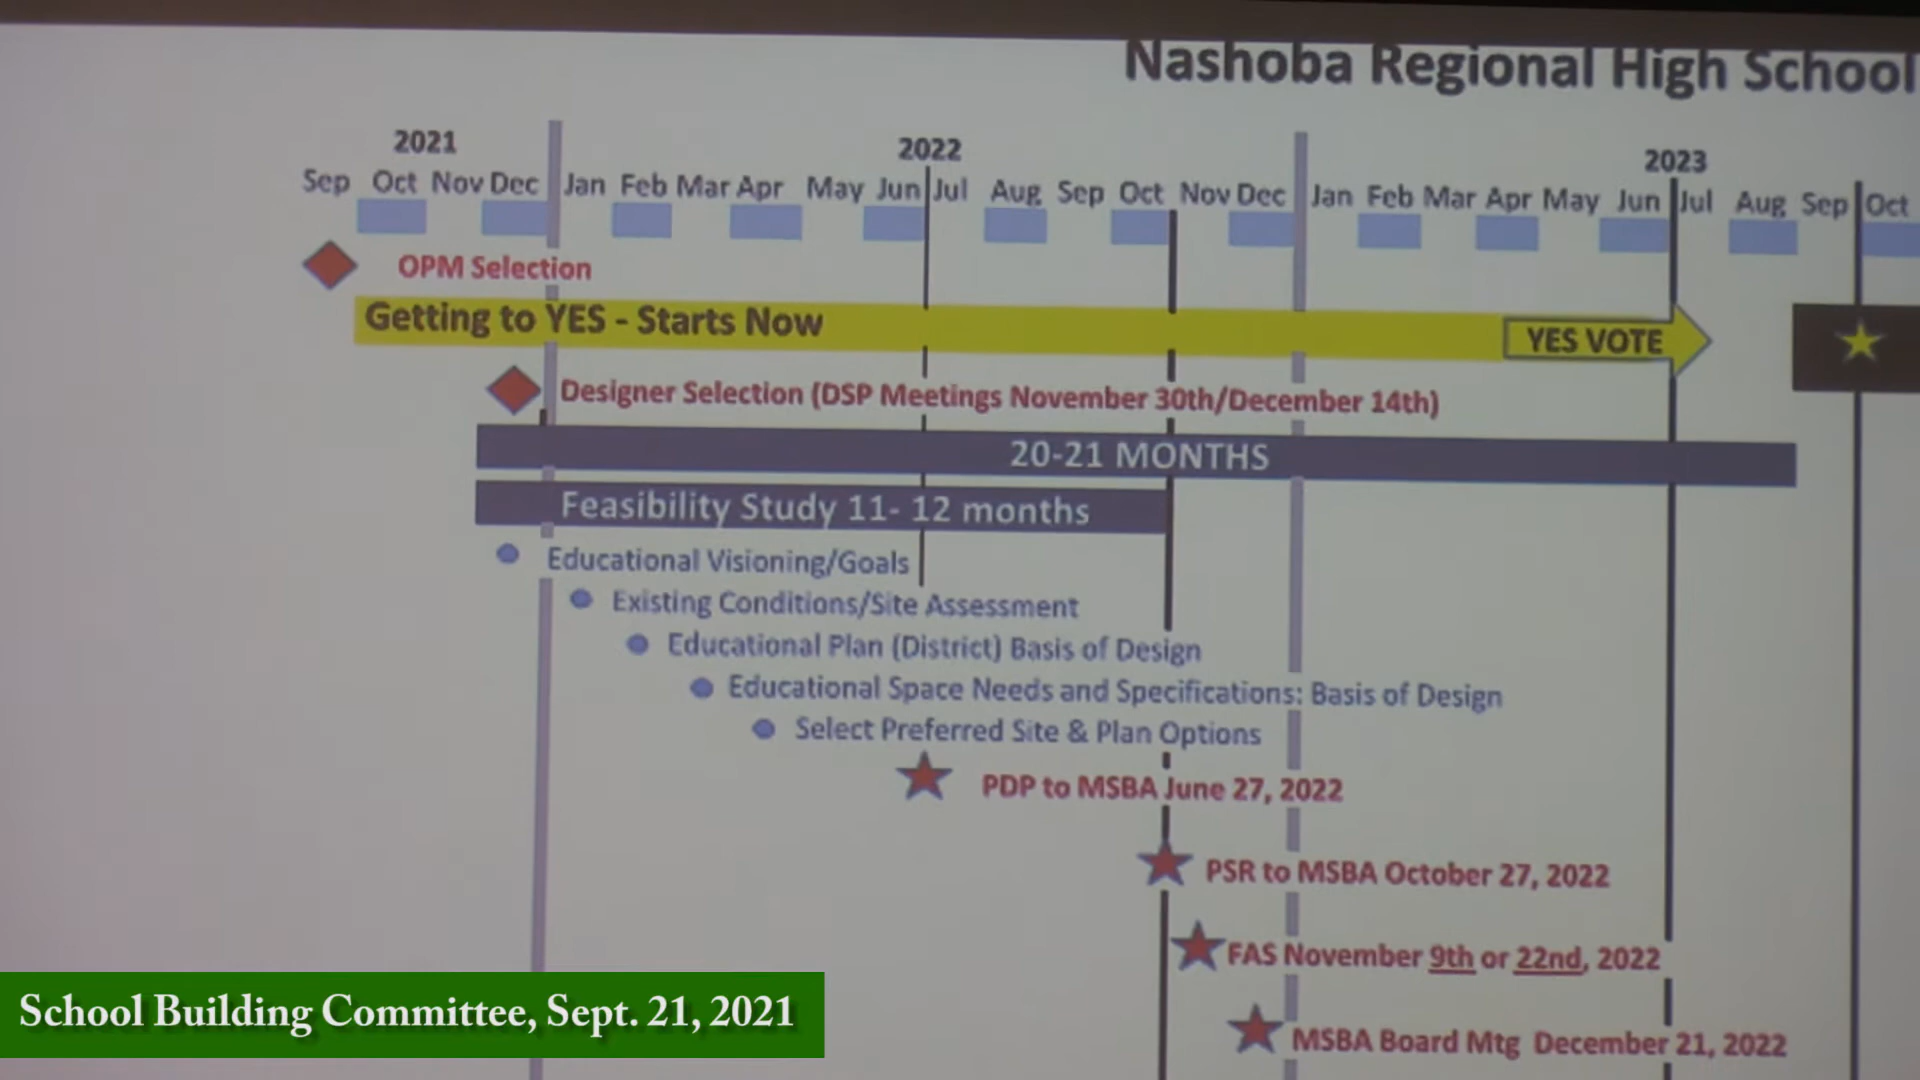 Nashoba Regional High School
2021 2022 2023
Sep Oct Nov Dec Jan Feb Mar Apr May Jun Jul Aug Sep Oct Nov Dec Jan Feb Mar Apr May Jun Jul Aug Sep Oct
OPM Selection
Getting to YES - Starts Now
YES VOTE
Designer Selection (DSP Meetings November 30th/December 14th)
20-21 MONTHS
Feasibility Study 11- 12 months
Educational Visioning/Goals
Existing Conditions/Site Assessment
Educational Plan (District) Basis of Design
Educational Space Needs and Specifications: Basis of Design
Select Preferred Site & Plan Options
PDP to MSBA June 27, 2022
PSR to MSBA October 27, 2022
FAS November 9th or 22nd, 2022
MSBA Board Mtg December 21, 2022
School Building Committee, Sept. 21, 2021